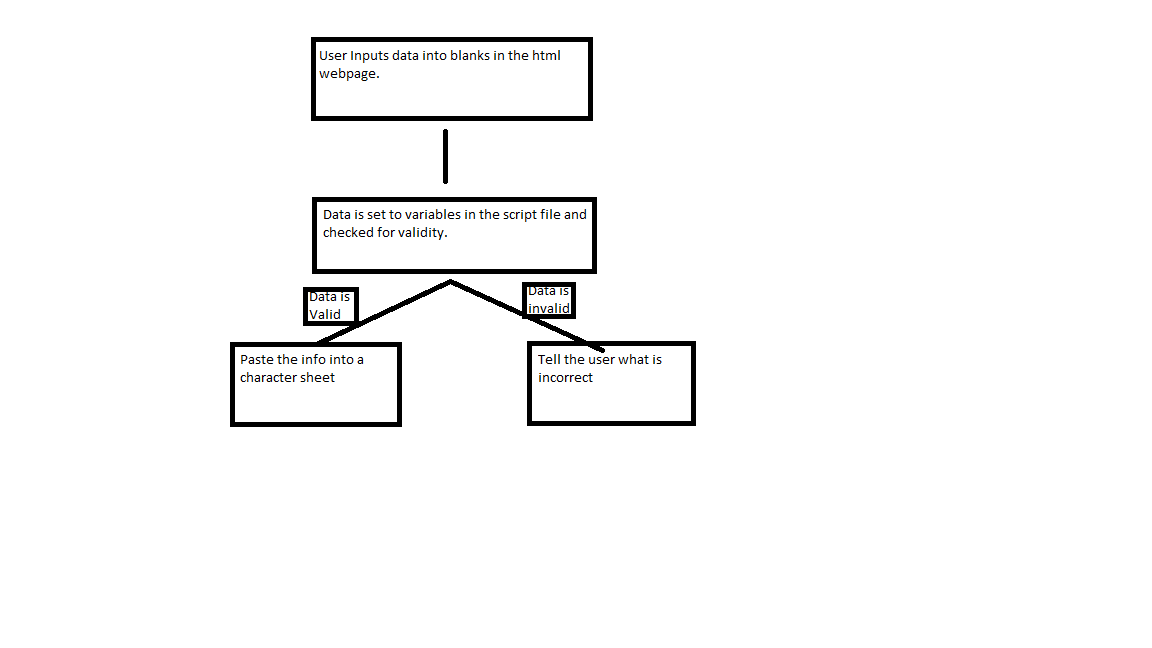 User Inputs data into blanks in the html
webpage.
Data is set to variables in the script file and
checked for validity.
Data is
Valid
Data is
invalid
Paste the info into a
character sheet
Tell the user what is
incorrect